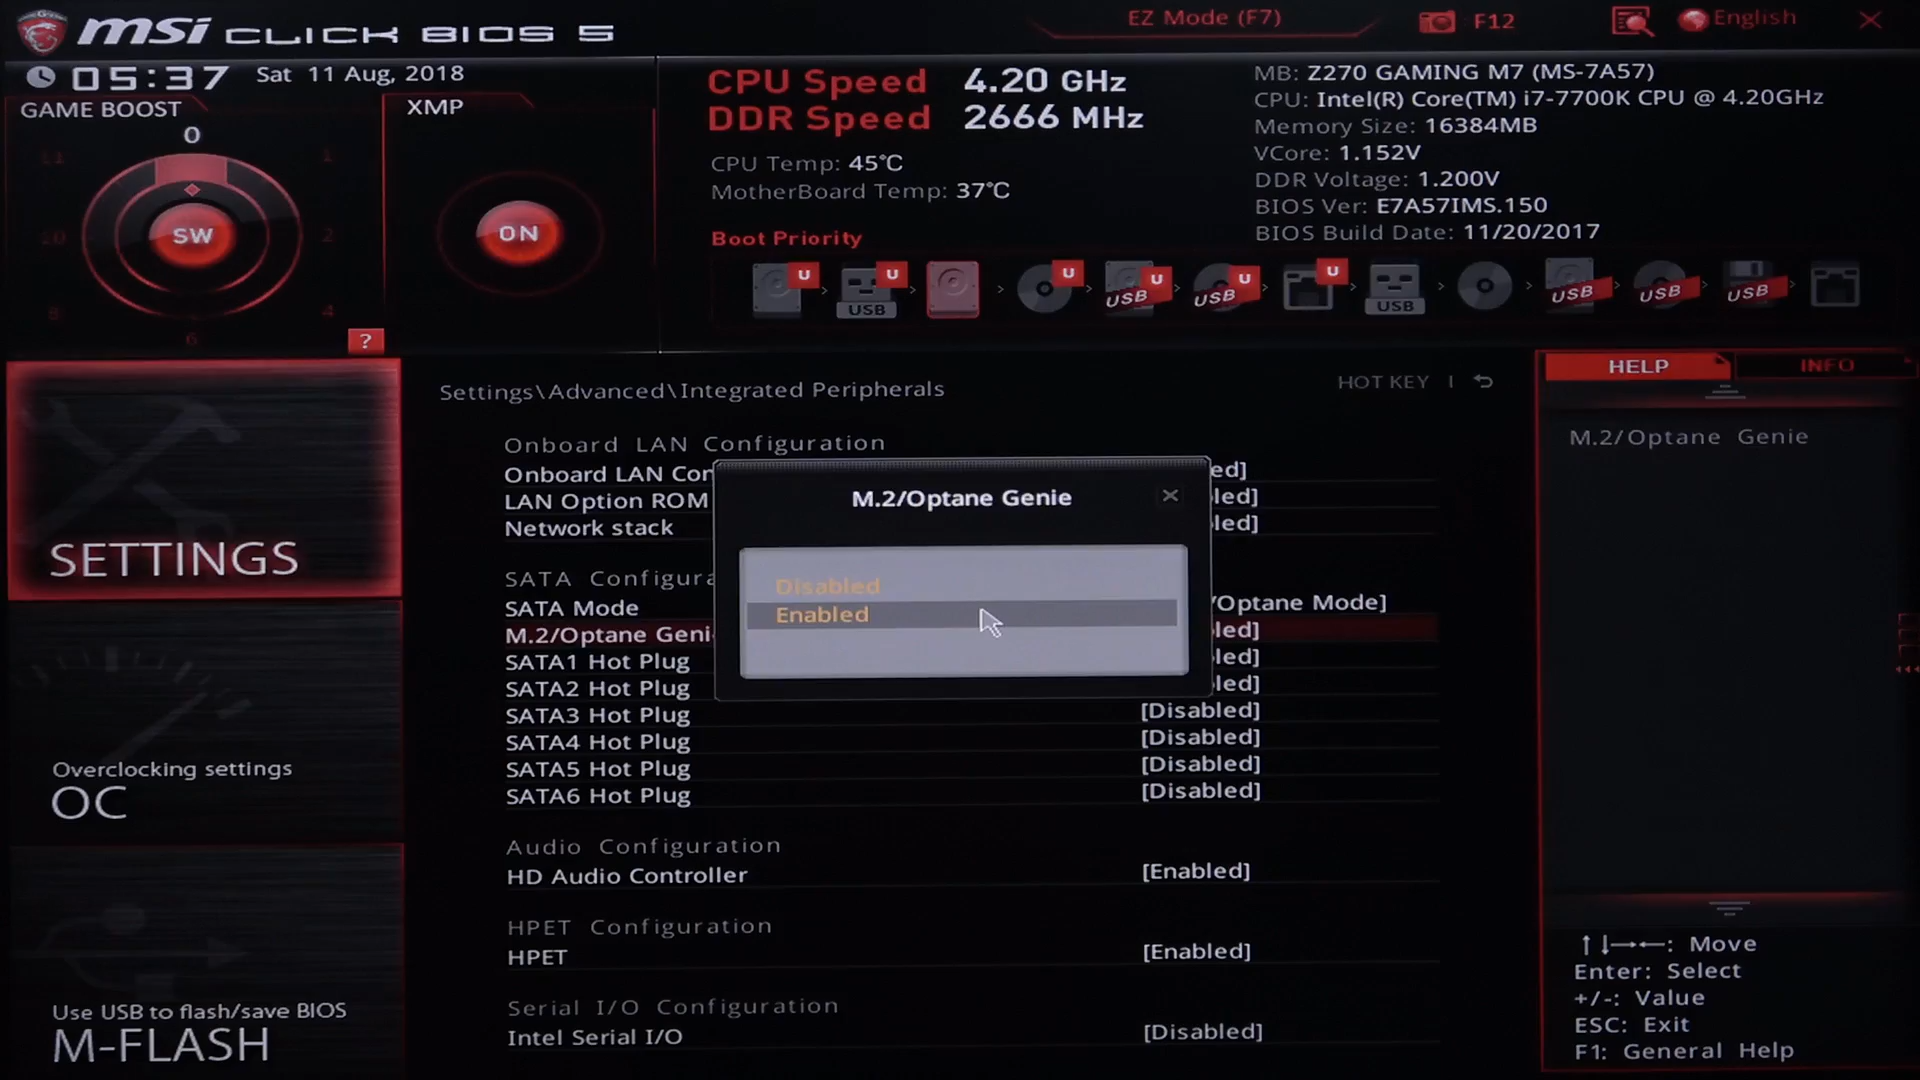 msi CLICK BIOS 5
EZ Mode (F7)
F12
English
05:37 Sat 11 Aug, 2018
GAME BOOST
0
11
1
10
2
8
4
6
SW
?
XMP
ON
CPU Speed 4.20 GHz
DDR Speed 2666 MHz
CPU Temp: 45°C
MotherBoard Temp: 37°C
MB: Z270 GAMING M7 (MS-7A57)
CPU: Intel(R) Core(TM) i7-7700K CPU @ 4.20GHz
Memory Size: 16384MB
VCore: 1.152V
DDR Voltage: 1.200V
BIOS Ver: E7A57IMS.150
BIOS Build Date: 11/20/2017
Boot Priority
U U U U U U
USB USB USB USB USB USB USB
SETTINGS
Overclocking settings
OC
Use USB to flash/save BIOS
M-FLASH
Settings\Advanced\Integrated Peripherals
HOT KEY |
Onboard LAN Configuration
Onboard LAN Con ed]
LAN Option ROM led]
Network stack led]
SATA Configura
SATA Mode /Optane Mode]
M.2/Optane Geni led]
SATA1 Hot Plug led]
SATA2 Hot Plug led]
SATA3 Hot Plug [Disabled]
SATA4 Hot Plug [Disabled]
SATA5 Hot Plug [Disabled]
SATA6 Hot Plug [Disabled]
Audio Configuration
HD Audio Controller [Enabled]
HPET Configuration
HPET [Enabled]
Serial I/O Configuration
Intel Serial I/O [Disabled]
M.2/Optane Genie
Disabled
Enabled
HELP
INFO
M.2/Optane Genie
↑↓→←: Move
Enter: Select
+/-: Value
ESC: Exit
F1: General Help